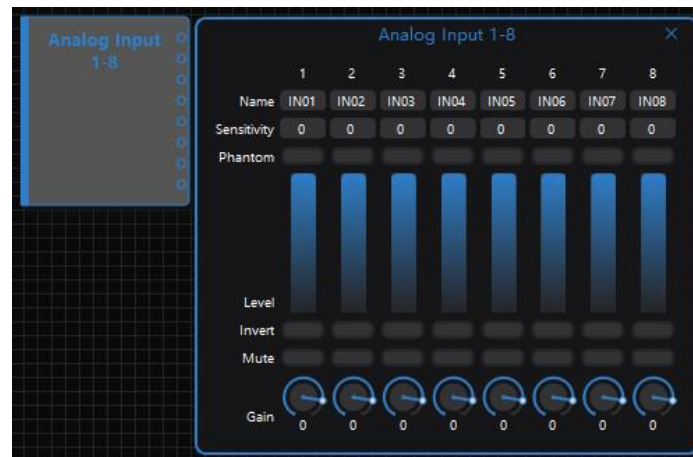 Analog Input
1-8
Analog Input 1-8
×
1 2 3 4 5 6 7 8
Name IN01 IN02 IN03 IN04 IN05 IN06 IN07 IN08
Sensitivity 0 0 0 0 0 0 0 0
Phantom
Level
Invert
Mute
Gain
0 0 0 0 0 0 0 0